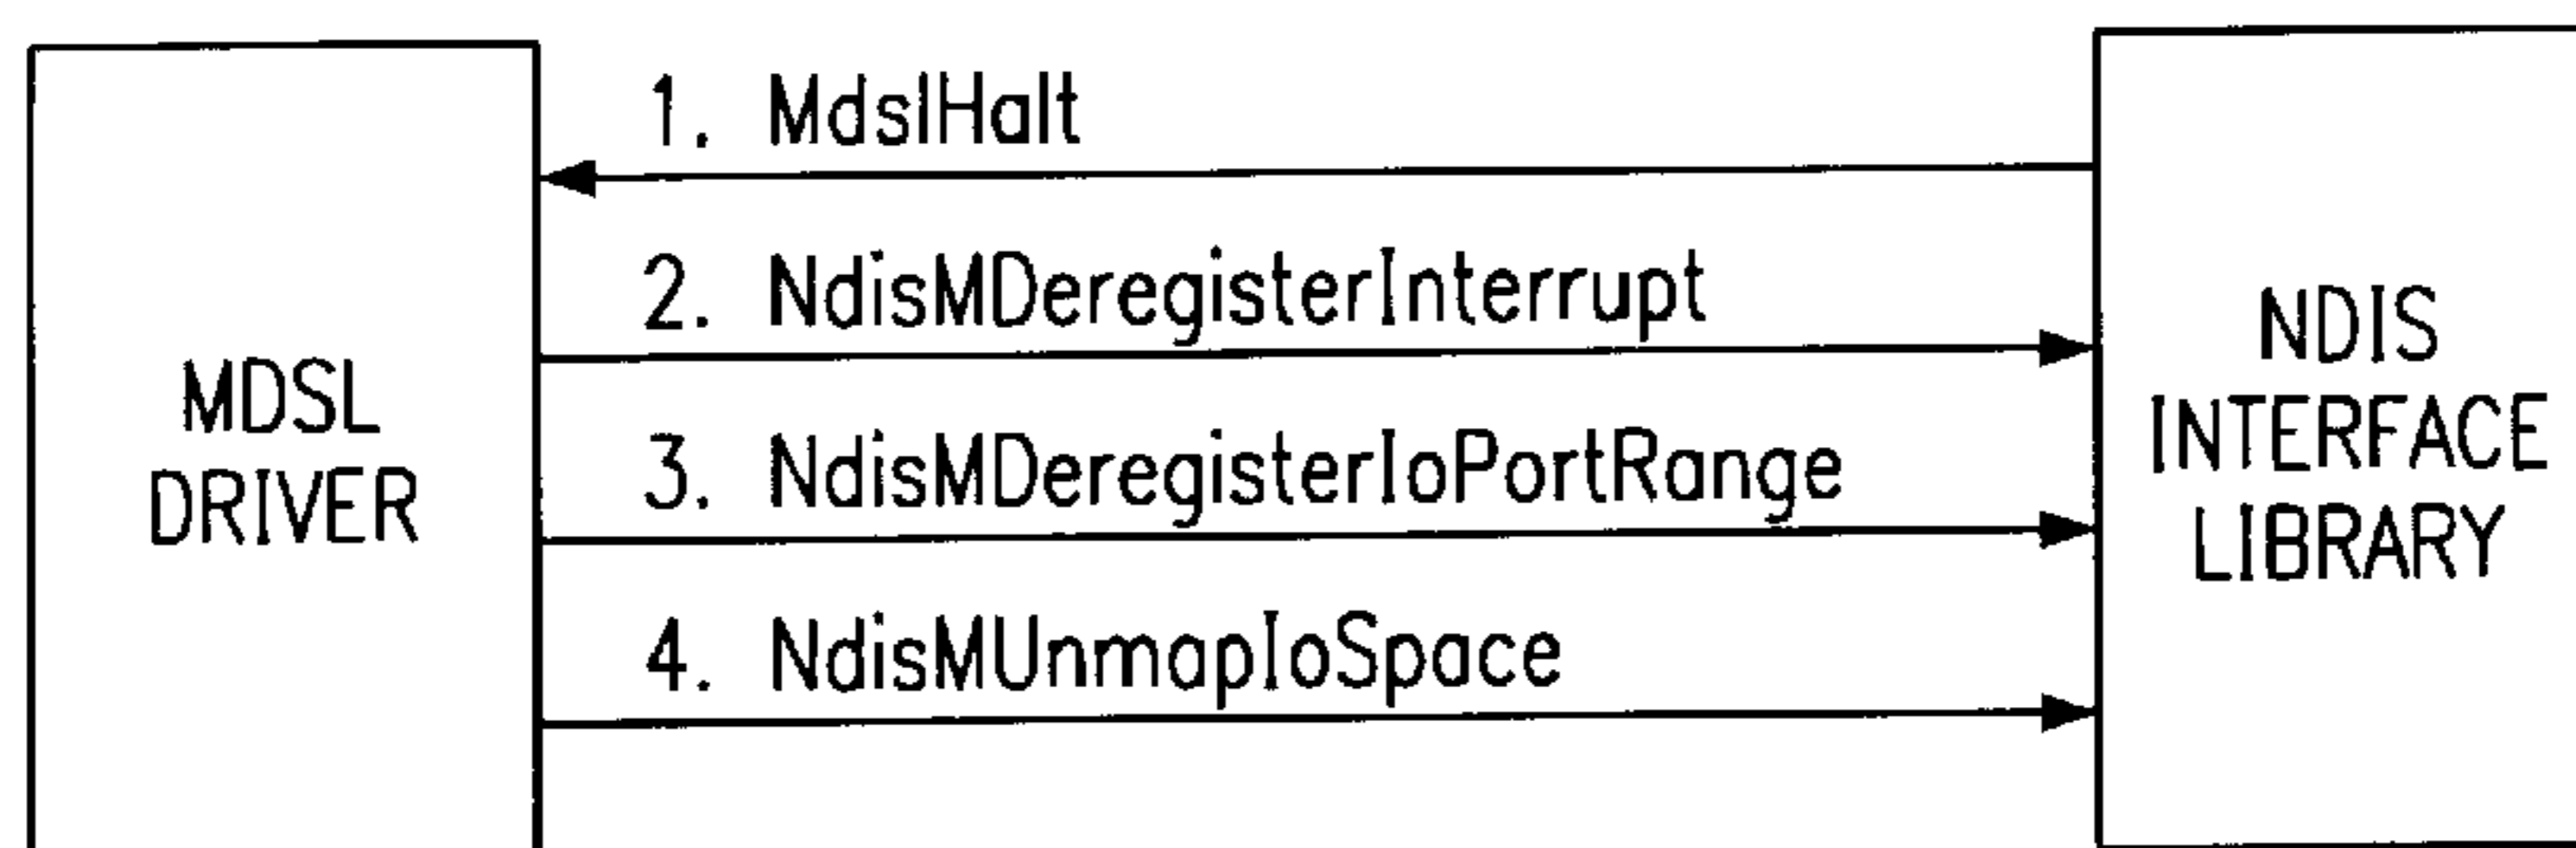 1. MdslHalt
2. NdisMDeregisterInterrupt
3. NdisMDeregisterIoPortRange
4. NdisMUnmapIoSpace
MDSL
DRIVER
NDIS
INTERFACE
LIBRARY